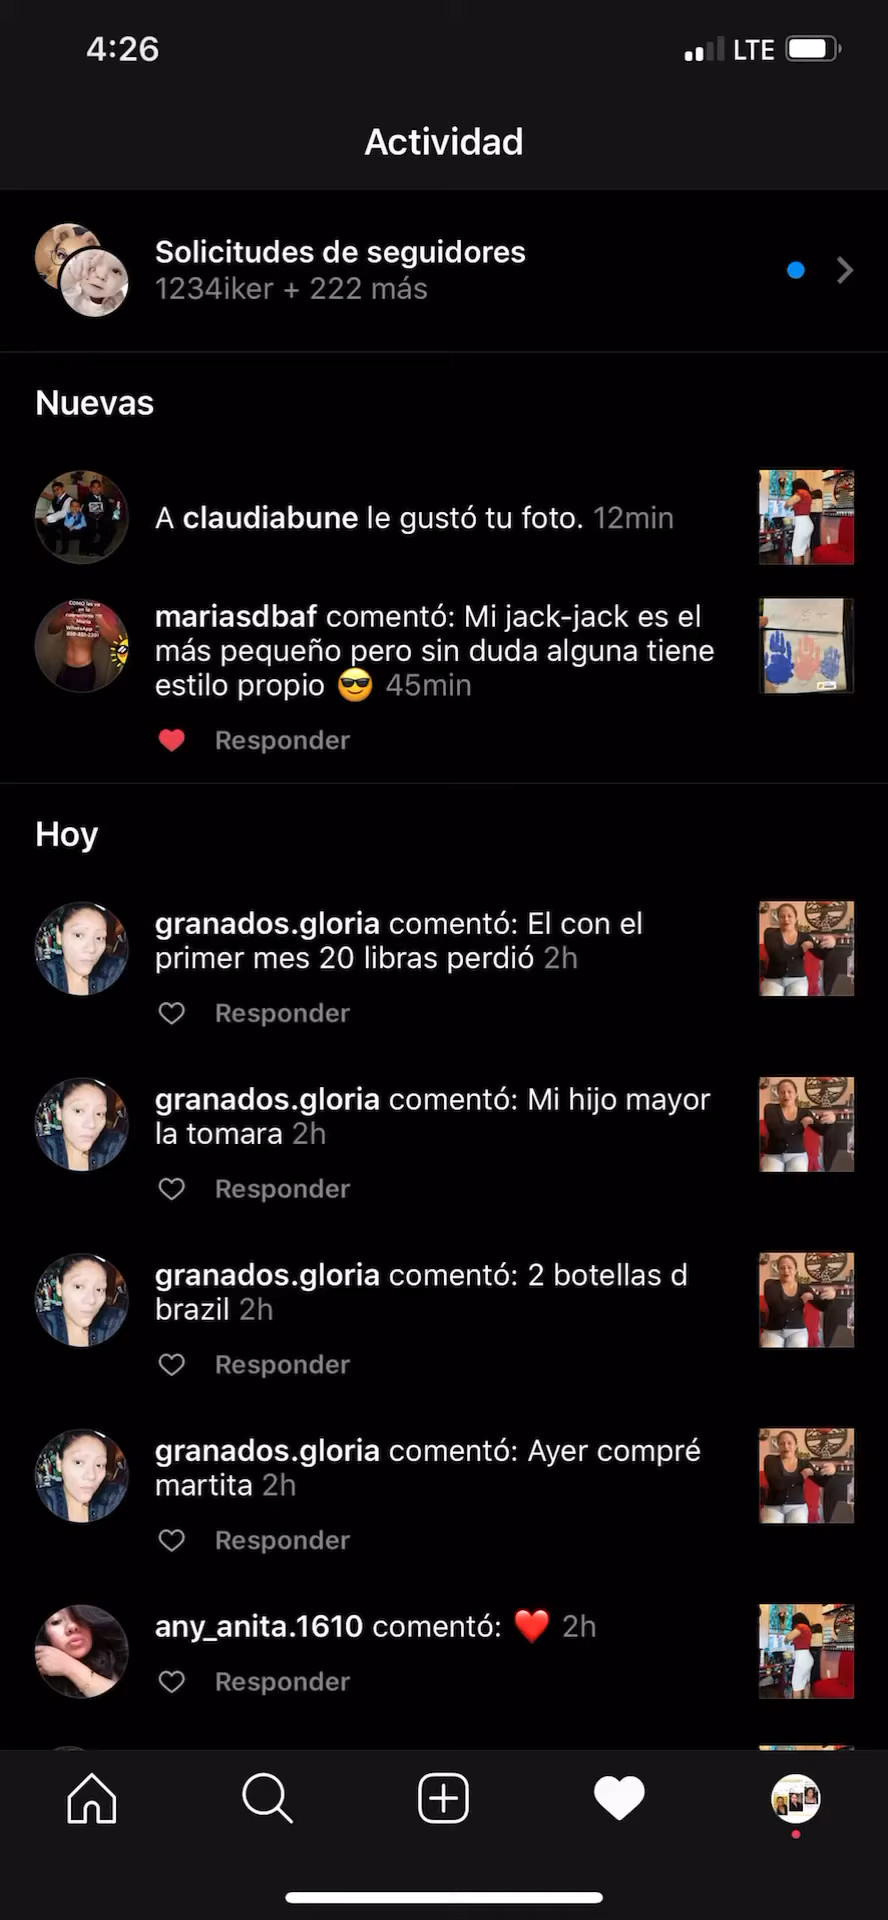 4:26
LTE
Actividad
Solicitudes de seguidores
1234iker + 222 más
Nuevas
A claudiabune le gustó tu foto. 12min
mariasdbaf comentó: Mi jack-jack es el
más pequeño pero sin duda alguna tiene
estilo propio 😎 45min
Responder
Hoy
granados.gloria comentó: El con el
primer mes 20 libras perdió 2h
Responder
granados.gloria comentó: Mi hijo mayor
la tomara 2h
Responder
granados.gloria comentó: 2 botellas d
brazil 2h
Responder
granados.gloria comentó: Ayer compré
martita 2h
Responder
any_anita.1610 comentó: ❤️ 2h
Responder